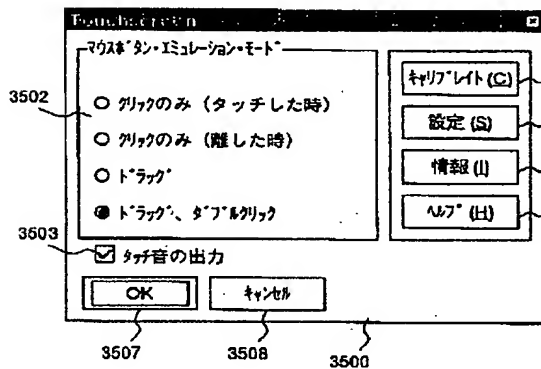 Touchscreen
マウスボタン・エミュレーション・モード
3502
クリックのみ (タッチした時)
クリックのみ (離した時)
ドラッグ
ドラッグ、ダブルクリック
3503
タッチ音の出力
OK
キャンセル
キャリブレイト (C)
設定 (S)
情報 (I)
ヘルプ (H)
3507
3508
3500